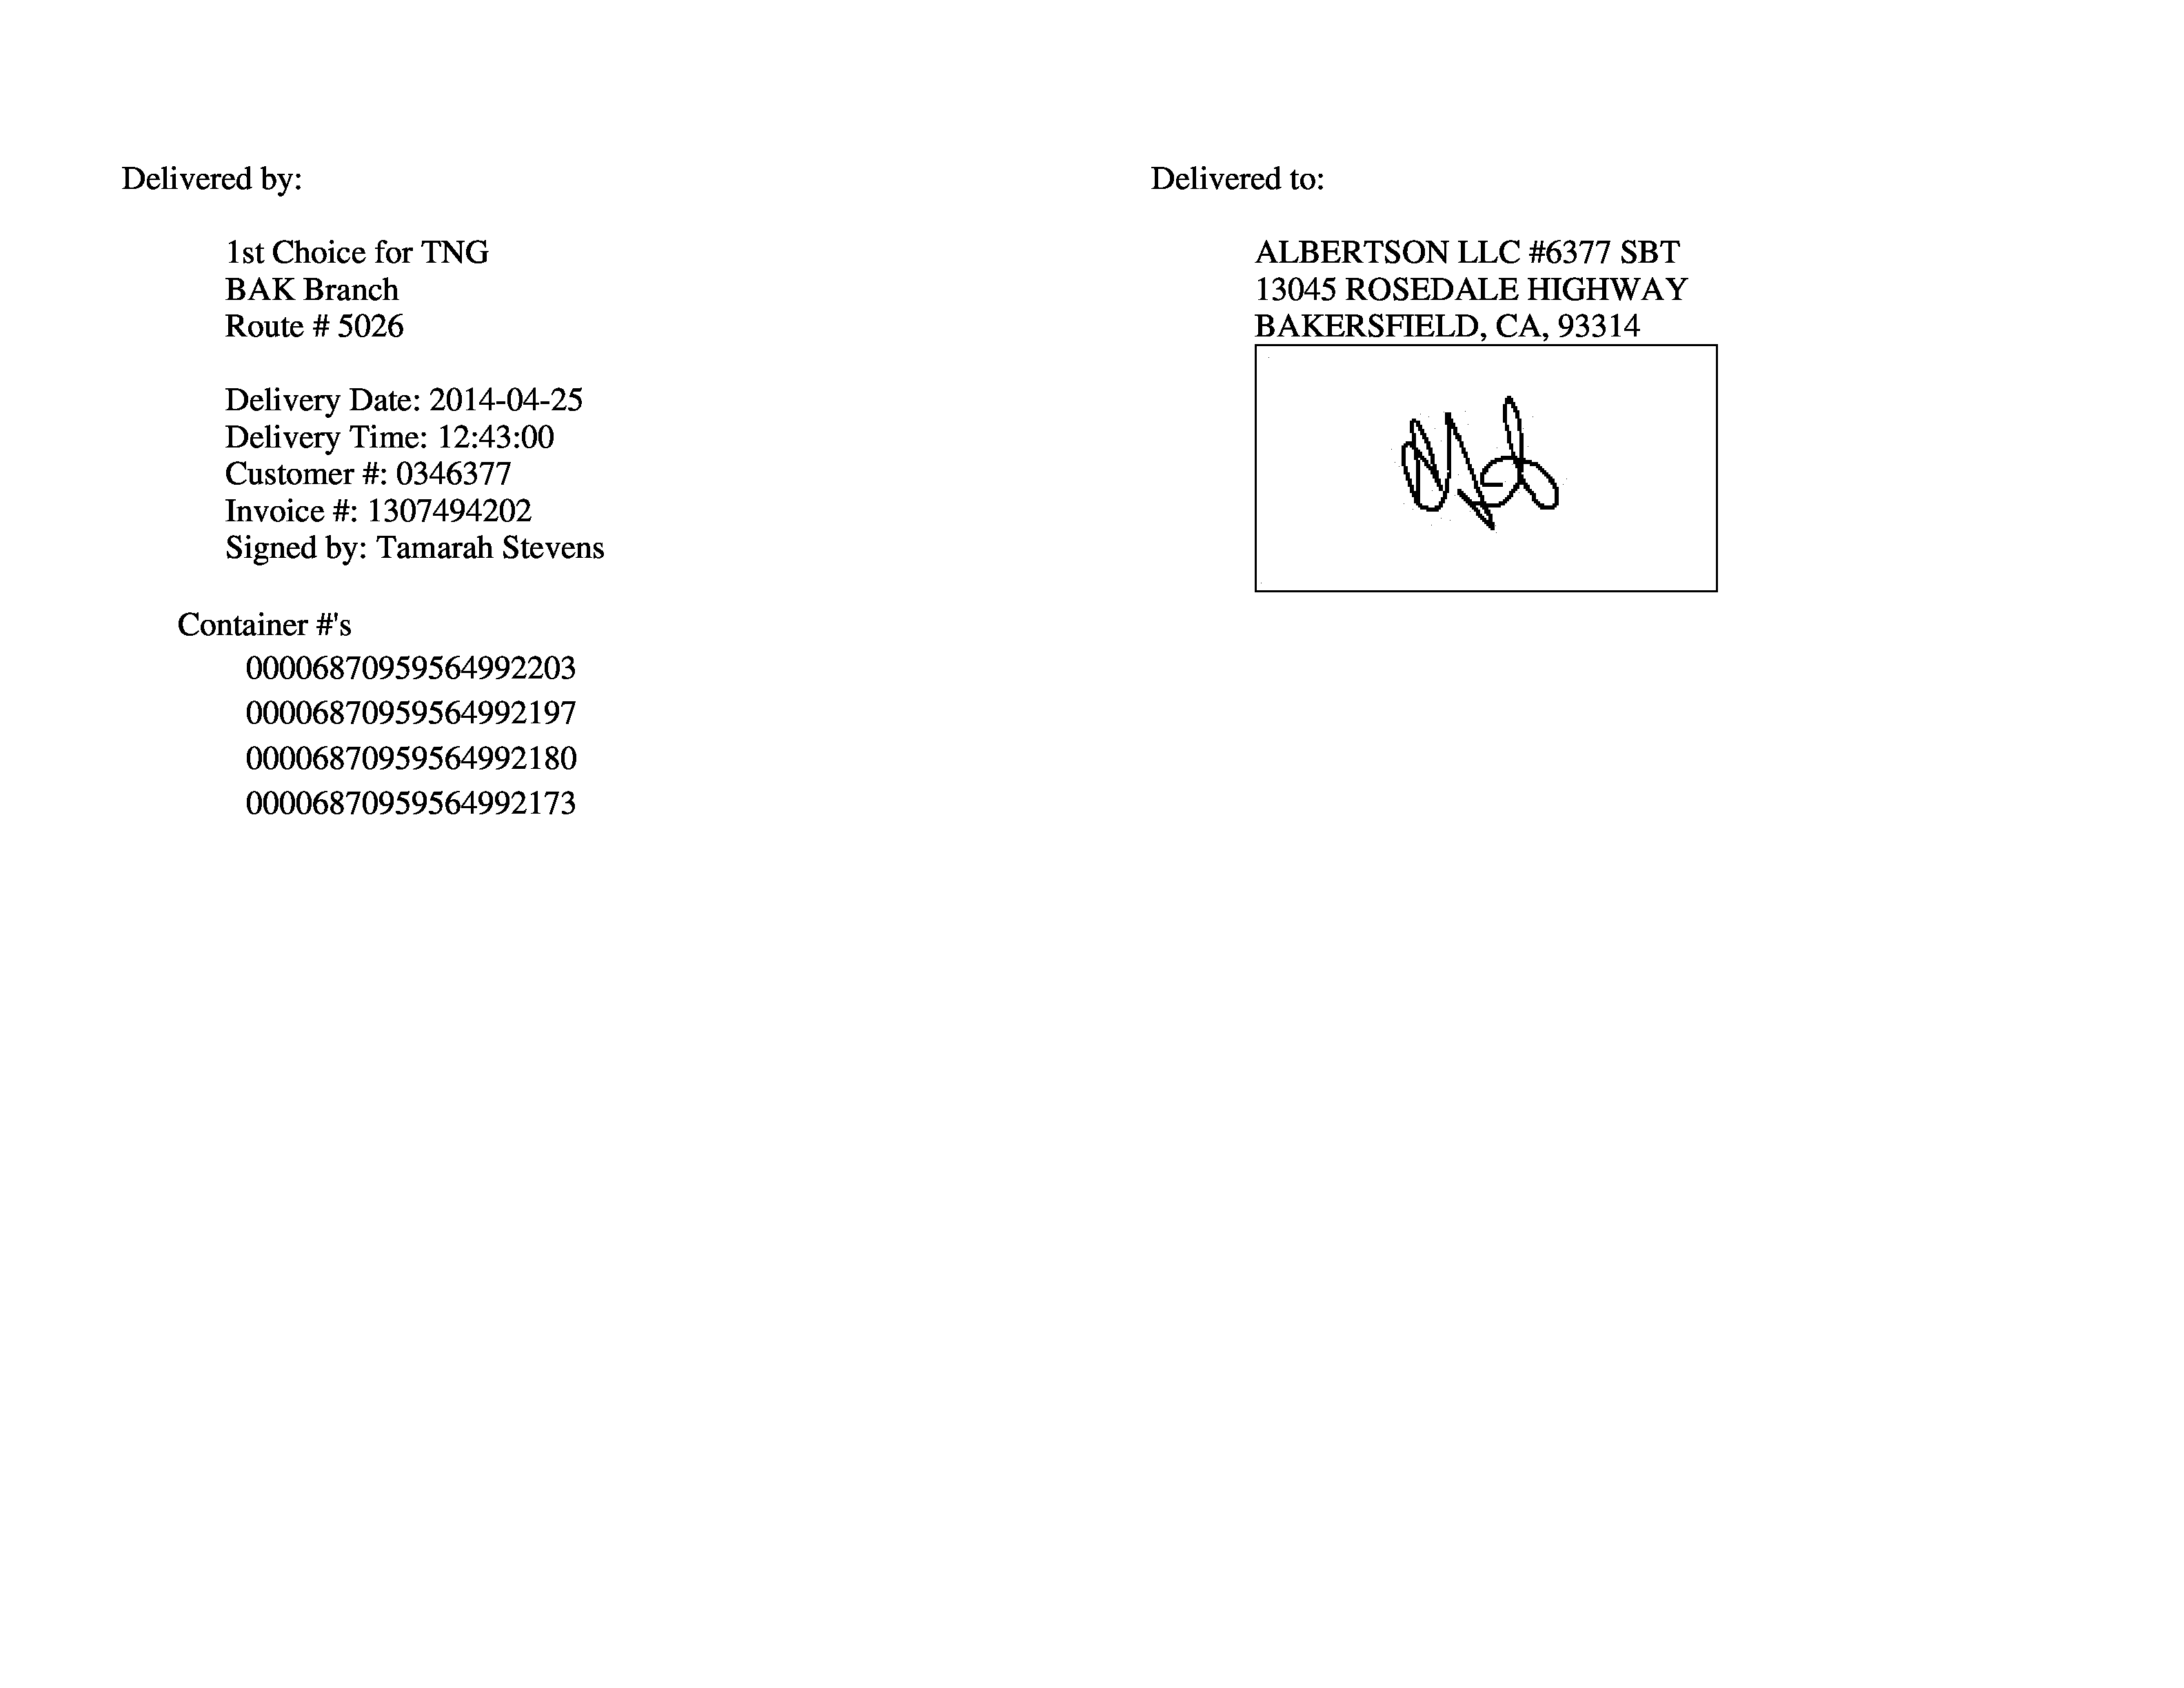 Delivered by:
1st Choice for TNG
BAK Branch
Route # 5026
Delivery Date: 2014-04-25
Delivery Time: 12:43:00
Customer #: 0346377
Invoice #: 1307494202
Signed by: Tamarah Stevens
Container #'s
00006870959564992203
00006870959564992197
00006870959564992180
00006870959564992173
Delivered to:
ALBERTSON LLC #6377 SBT
13045 ROSEDALE HIGHWAY
BAKERSFIELD, CA, 93314